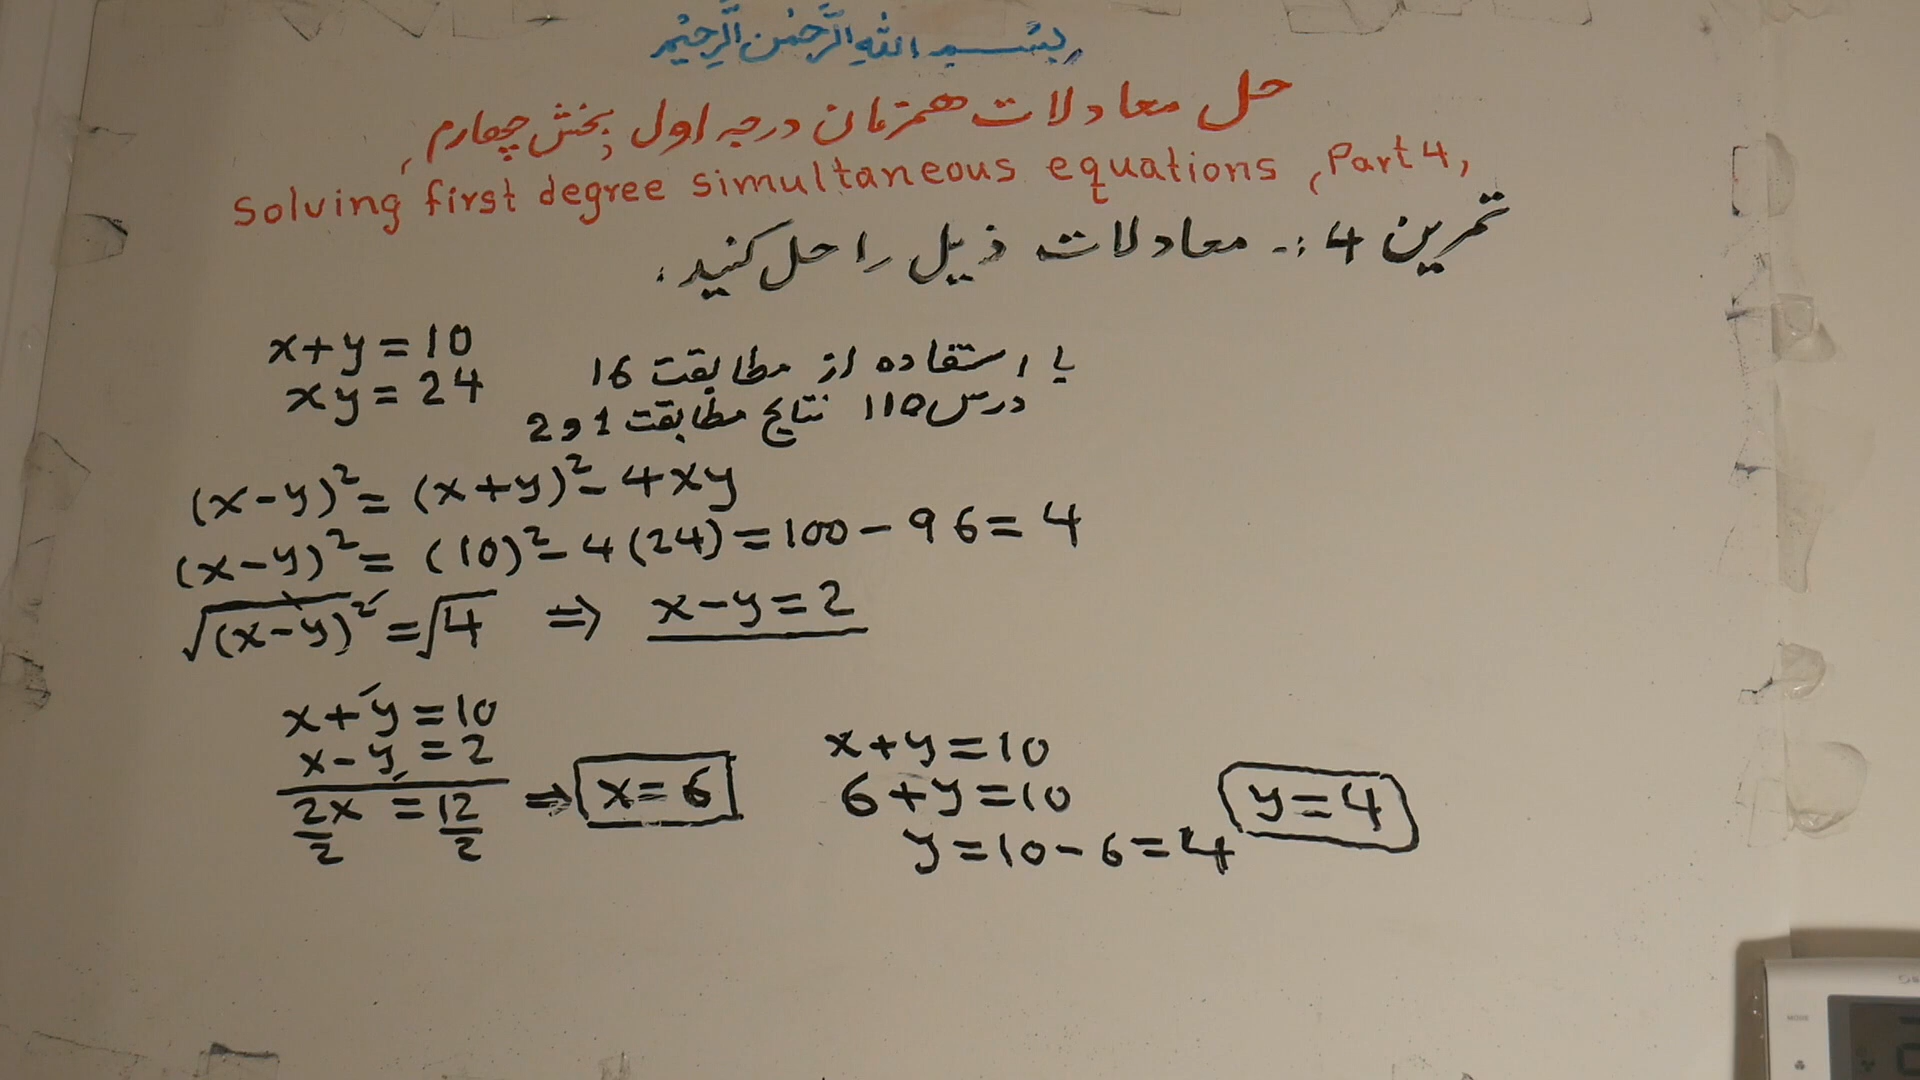 بِسْمِ اللهِ الرَّحْمٰنِ الرَّحِيْمِ
حل معادلات همزمان درجه اول، بخش چهارم،
Solving first degree simultaneous equations, Part 4,
تمرین 4 :- معادلات ذیل را حل کنید.
x+y=10
xy=24
با استفاده از مطابقت 16
درس 110 نتایج مطابقت 1 و 2
(x-y)²=(x+y)²-4xy
(x-y)²=(10)²-4(24)=100-96=4
√(x-y)²=√4 ⇒ x-y=2
x+y=10
x-y=2
2x/2=12/2 ⇒ x=6
x+y=10
6+y=10
y=10-6=4
y=4